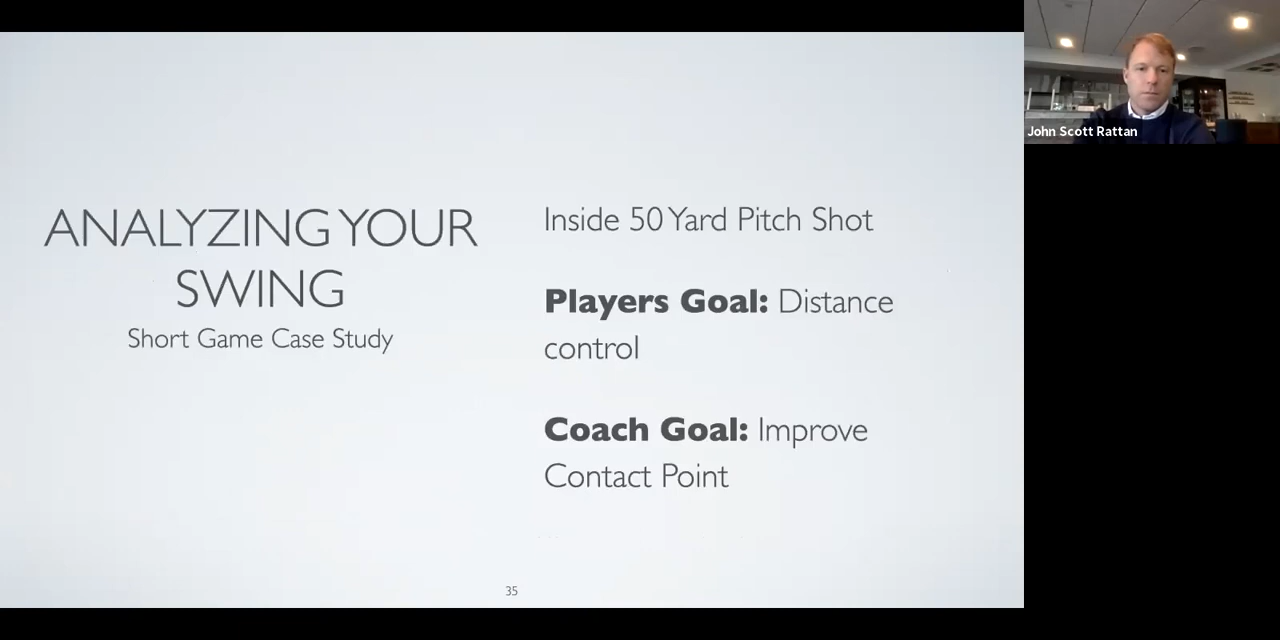 ANALYZING YOUR
SWING
Short Game Case Study
Inside 50 Yard Pitch Shot
Players Goal: Distance
control
Coach Goal: Improve
Contact Point
35
John Scott Rattan